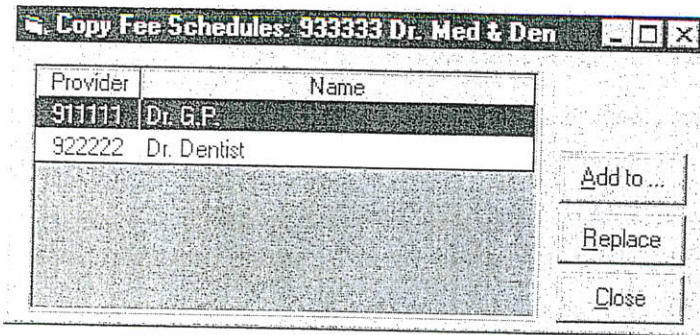 Copy Fee Schedules: 933333 Dr. Med & Den
Provider Name
911111 Dr. G.P.
922222 Dr. Dentist
Add to ...
Replace
Close